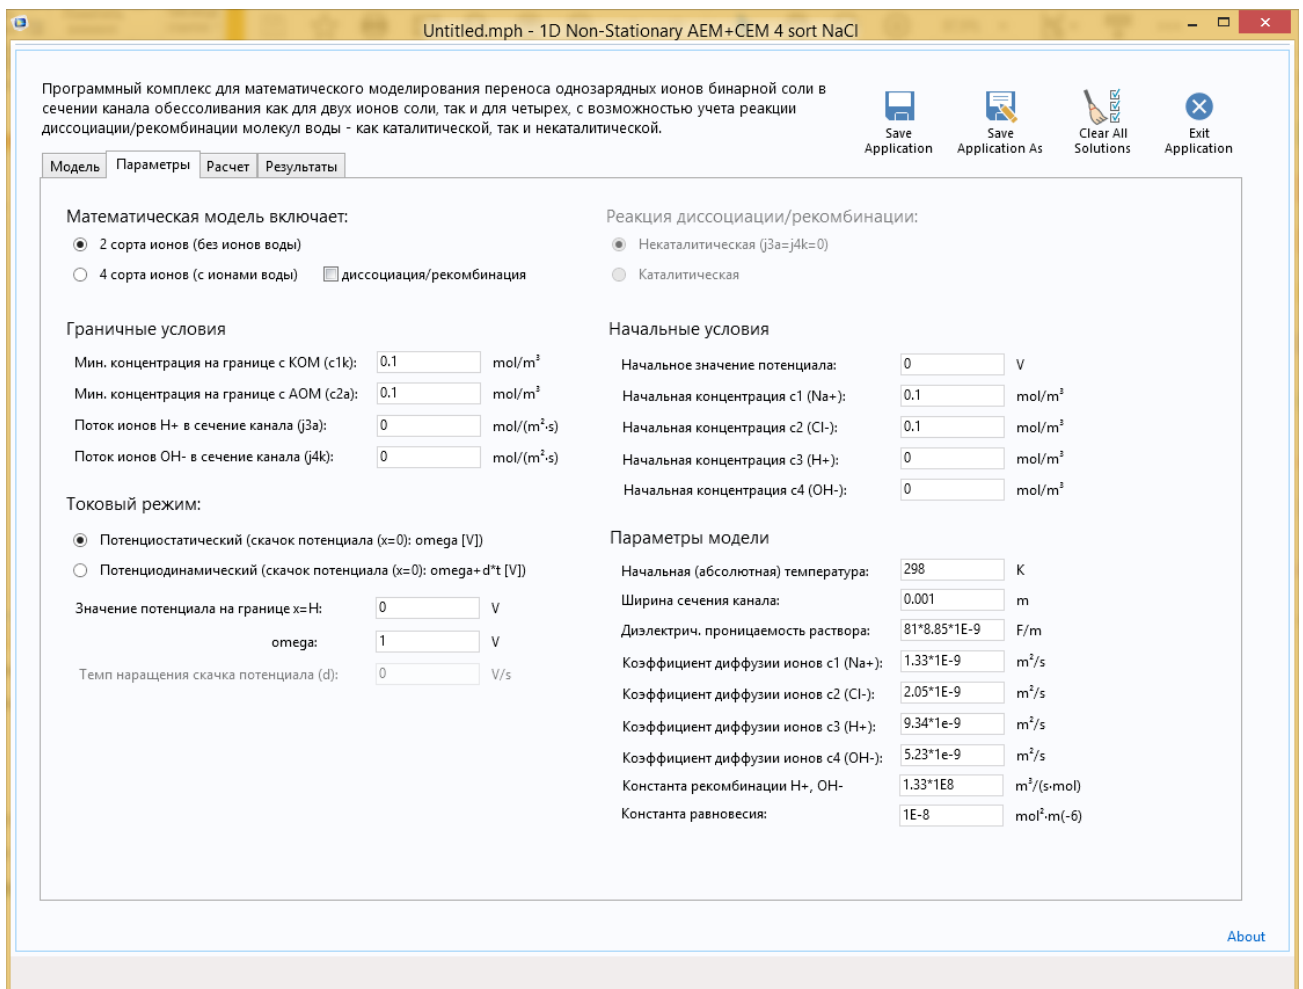 Untitled.mph - 1D Non-Stationary AEM+CEM 4 sort NaCl
Программный комплекс для математического моделирования переноса однозарядных ионов бинарной соли в
сечении канала обессоливания как для двух ионов соли, так и для четырех, с возможностью учета реакции
диссоциации/рекомбинации молекул воды - как каталитической, так и некаталитической.
Save Application
Save Application As
Clear All Solutions
Exit Application
Модель Параметры Расчет Результаты
Математическая модель включает:
2 сорта ионов (без ионов воды)
4 сорта ионов (с ионами воды) диссоциация/рекомбинация
Реакция диссоциации/рекомбинации:
Некаталитическая (j3a=j4k=0)
Каталитическая
Граничные условия
Мин. концентрация на границе с КОМ (c1k): 0.1 mol/m³
Мин. концентрация на границе с АОМ (c2a): 0.1 mol/m³
Поток ионов H+ в сечение канала (j3a): 0 mol/(m²·s)
Поток ионов OH- в сечение канала (j4k): 0 mol/(m²·s)
Начальные условия
Начальное значение потенциала: 0 V
Начальная концентрация c1 (Na+): 0.1 mol/m³
Начальная концентрация c2 (Cl-): 0.1 mol/m³
Начальная концентрация c3 (H+): 0 mol/m³
Начальная концентрация c4 (OH-): 0 mol/m³
Токовый режим:
Потенциостатический (скачок потенциала (x=0): omega [V])
Потенциодинамический (скачок потенциала (x=0): omega+d*t [V])
Значение потенциала на границе x=H: 0 V
omega: 1 V
Темп наращения скачка потенциала (d): 0 V/s
Параметры модели
Начальная (абсолютная) температура: 298 K
Ширина сечения канала: 0.001 m
Диэлектрич. проницаемость раствора: 81*8.85*1E-9 F/m
Коэффициент диффузии ионов c1 (Na+): 1.33*1E-9 m²/s
Коэффициент диффузии ионов c2 (Cl-): 2.05*1E-9 m²/s
Коэффициент диффузии ионов c3 (H+): 9.34*1e-9 m²/s
Коэффициент диффузии ионов c4 (OH-): 5.23*1e-9 m²/s
Константа рекомбинации H+, OH- 1.33*1E8 m³/(s·mol)
Константа равновесия: 1E-8 mol²·m(-6)
About